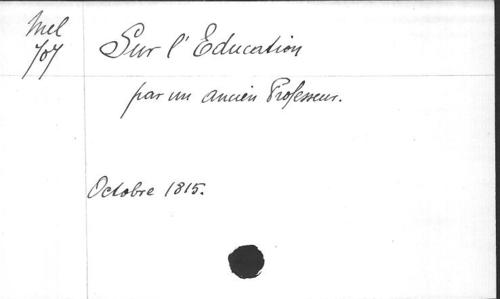 Mel
707
Sur l'Education
par un ancien Professeur.
Octobre 1815.